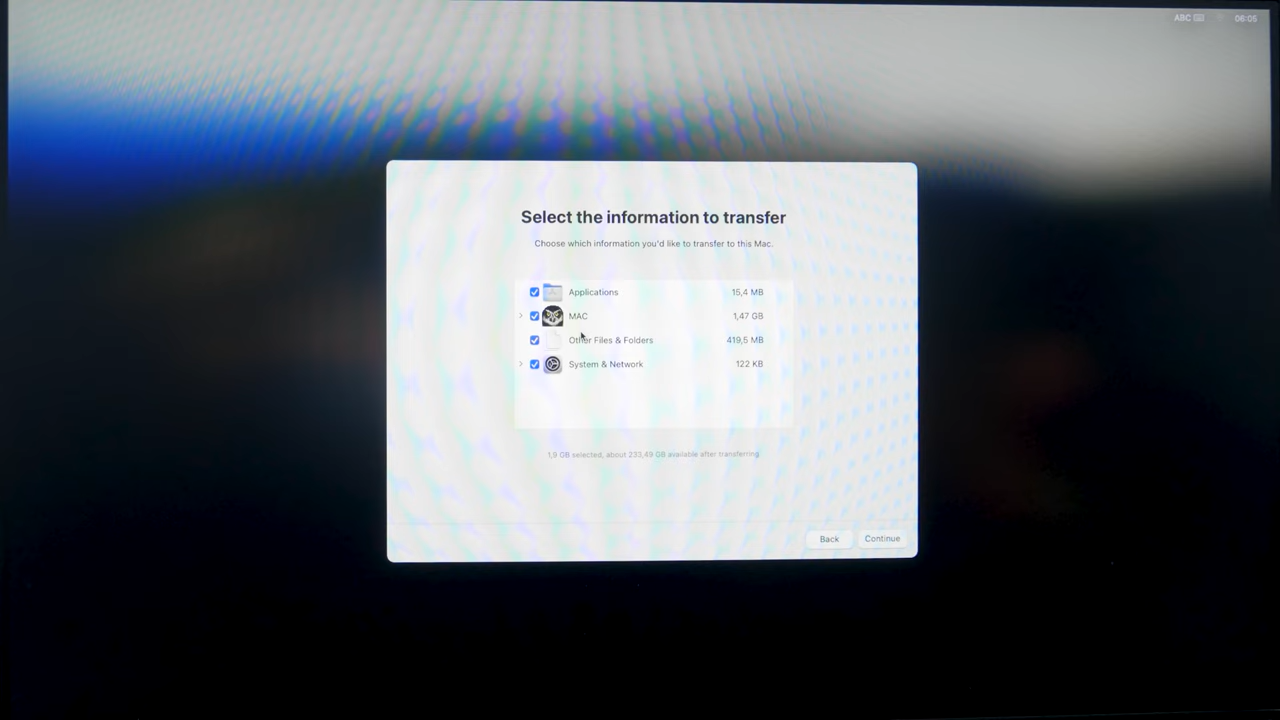 ABC 06:05
Select the information to transfer
Choose which information you'd like to transfer to this Mac.
Applications 15,4 MB
MAC 1,47 GB
Other Files & Folders 419,5 MB
System & Network 122 KB
1,9 GB selected, about 233,49 GB available after transferring
Back Continue